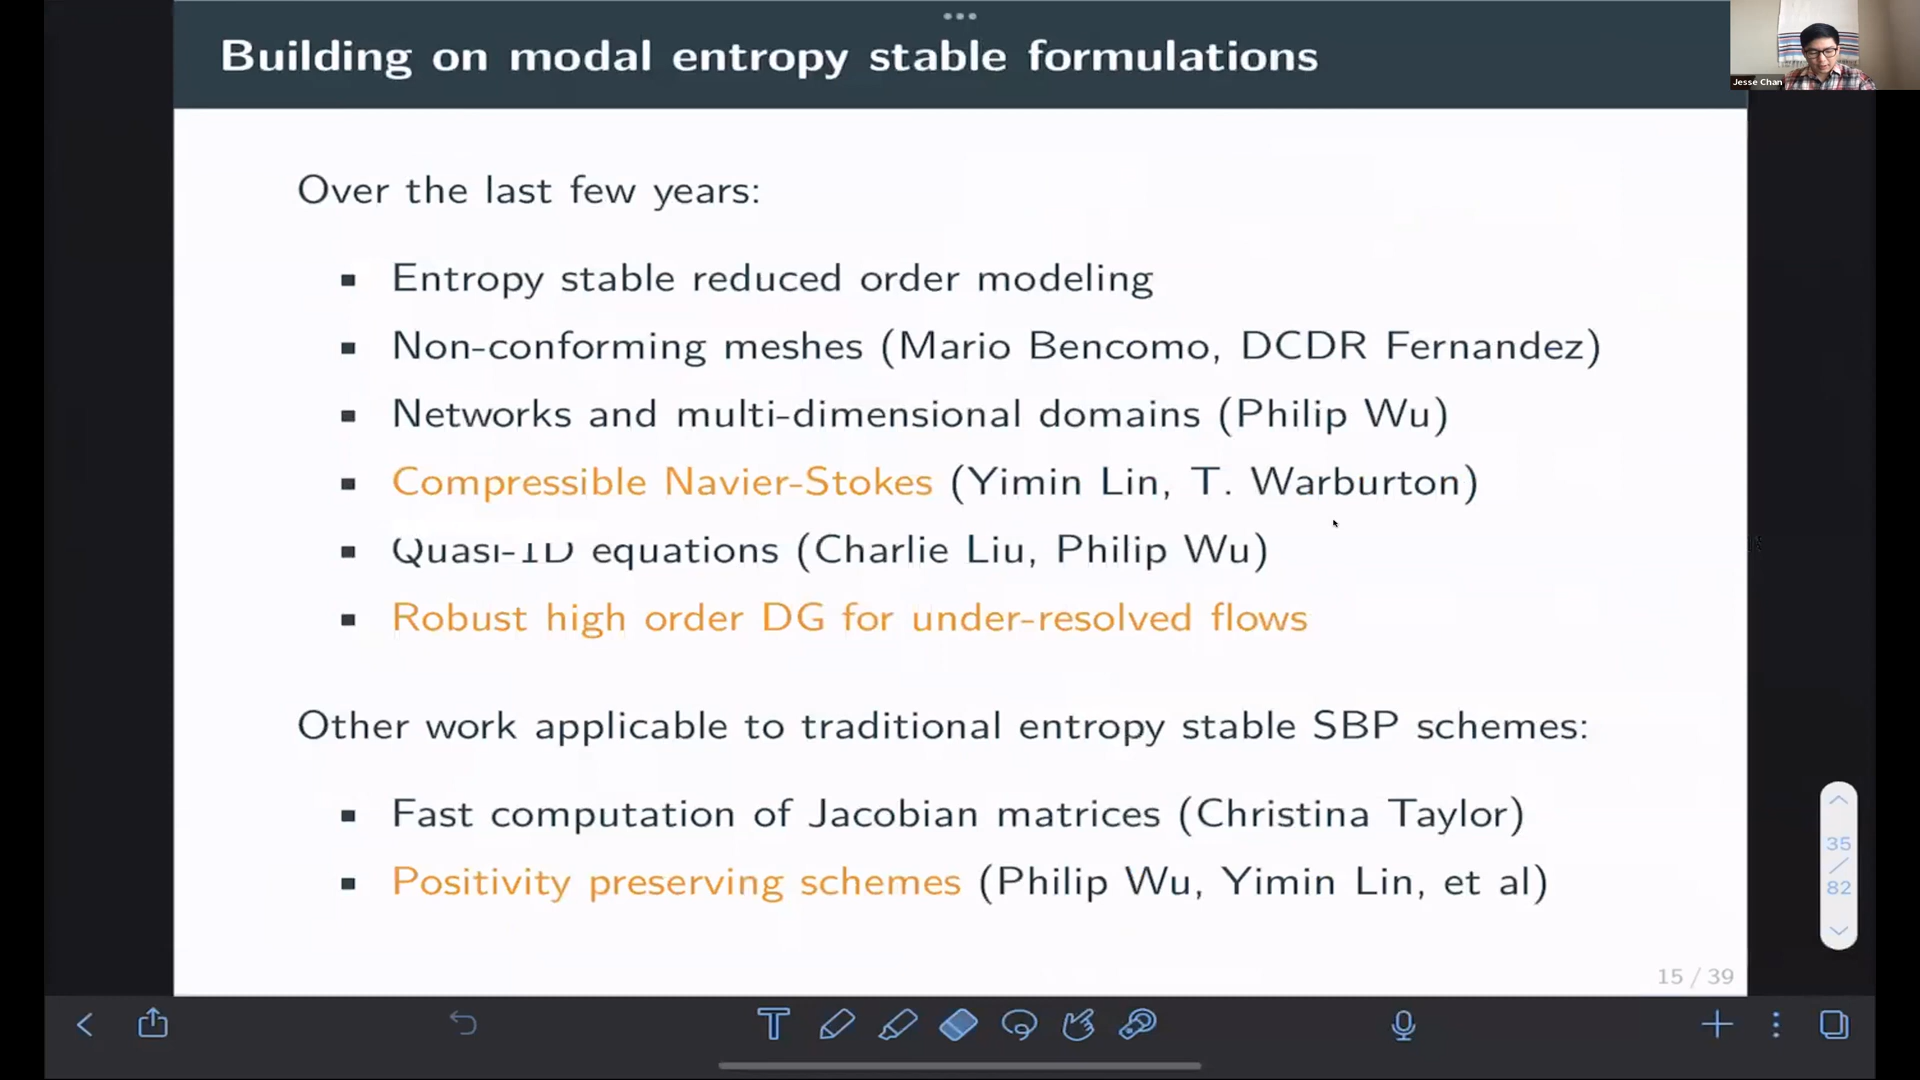 Building on modal entropy stable formulations
Jesse Chan
Over the last few years:
Entropy stable reduced order modeling
Non-conforming meshes (Mario Bencomo, DCDR Fernandez)
Networks and multi-dimensional domains (Philip Wu)
Compressible Navier-Stokes (Yimin Lin, T. Warburton)
Quasi-1D equations (Charlie Liu, Philip Wu)
Robust high order DG for under-resolved flows
Other work applicable to traditional entropy stable SBP schemes:
Fast computation of Jacobian matrices (Christina Taylor)
Positivity preserving schemes (Philip Wu, Yimin Lin, et al)
35
/
82
15 / 39